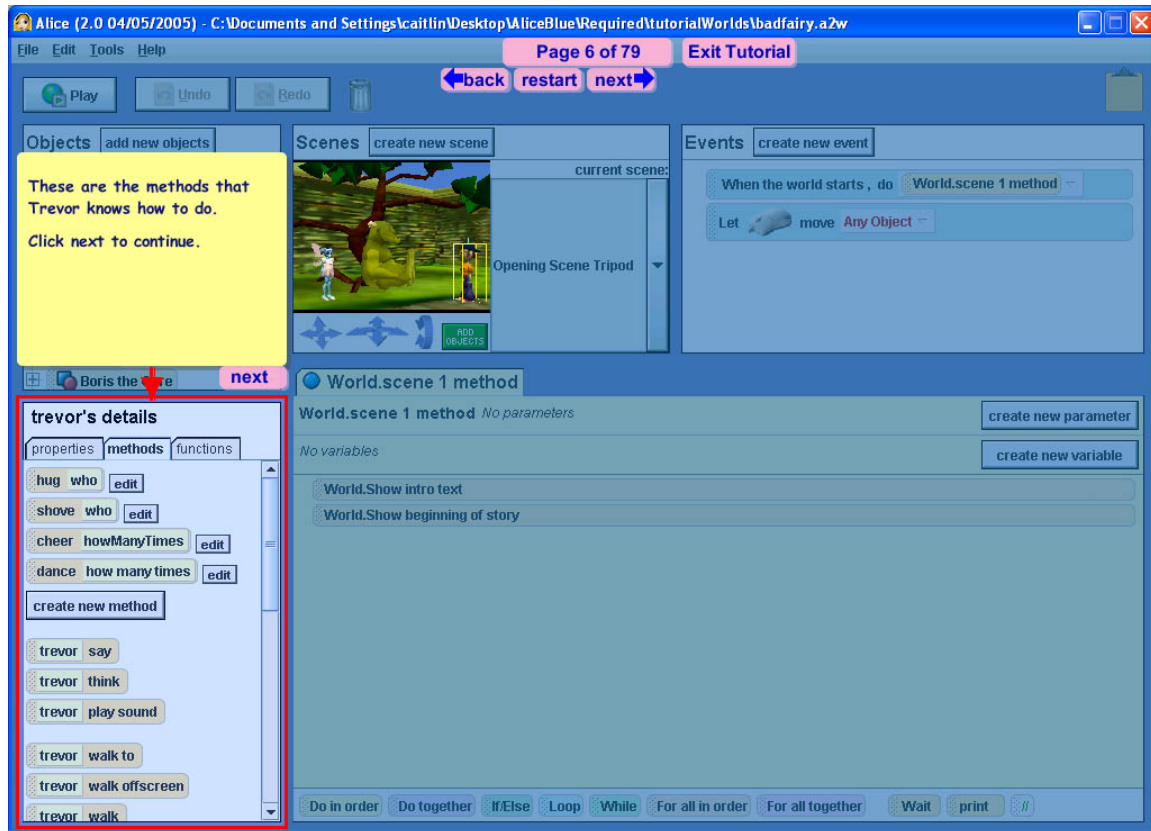 Alice (2.0 04/05/2005) - C:\Documents and Settings\caitlin\Desktop\AliceBlue\Required\tutorialWorlds\badfairy.a2w
File Edit Tools Help
Page 6 of 79 Exit Tutorial
back restart next
Play Undo Redo
Objects add new objects
Scenes create new scene
Events create new event
These are the methods that
Trevor knows how to do.
Click next to continue.
current scene:
Opening Scene Tripod
ADD
OBJECTS
When the world starts , do World.scene 1 method
Let move Any Object
Boris the
next
World.scene 1 method
World.scene 1 method No parameters create new parameter
No variables create new variable
World.Show intro text
World.Show beginning of story
trevor's details
properties methods functions
hug who edit
shove who edit
cheer howManyTimes edit
dance how many times edit
create new method
trevor say
trevor think
trevor play sound
trevor walk to
trevor walk offscreen
trevor walk
Do in order Do together If/Else Loop While For all in order For all together Wait print //